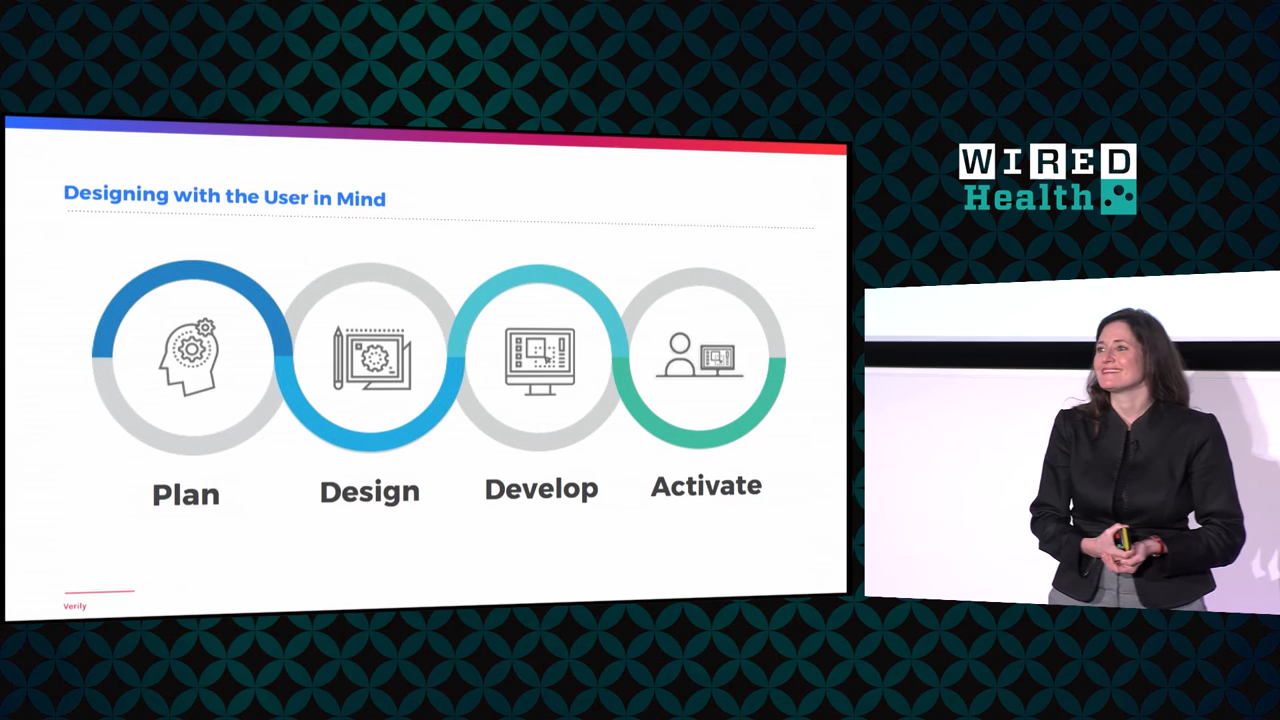 Designing with the User in Mind
Plan
Design
Develop
Activate
Verily
WIRED
Health